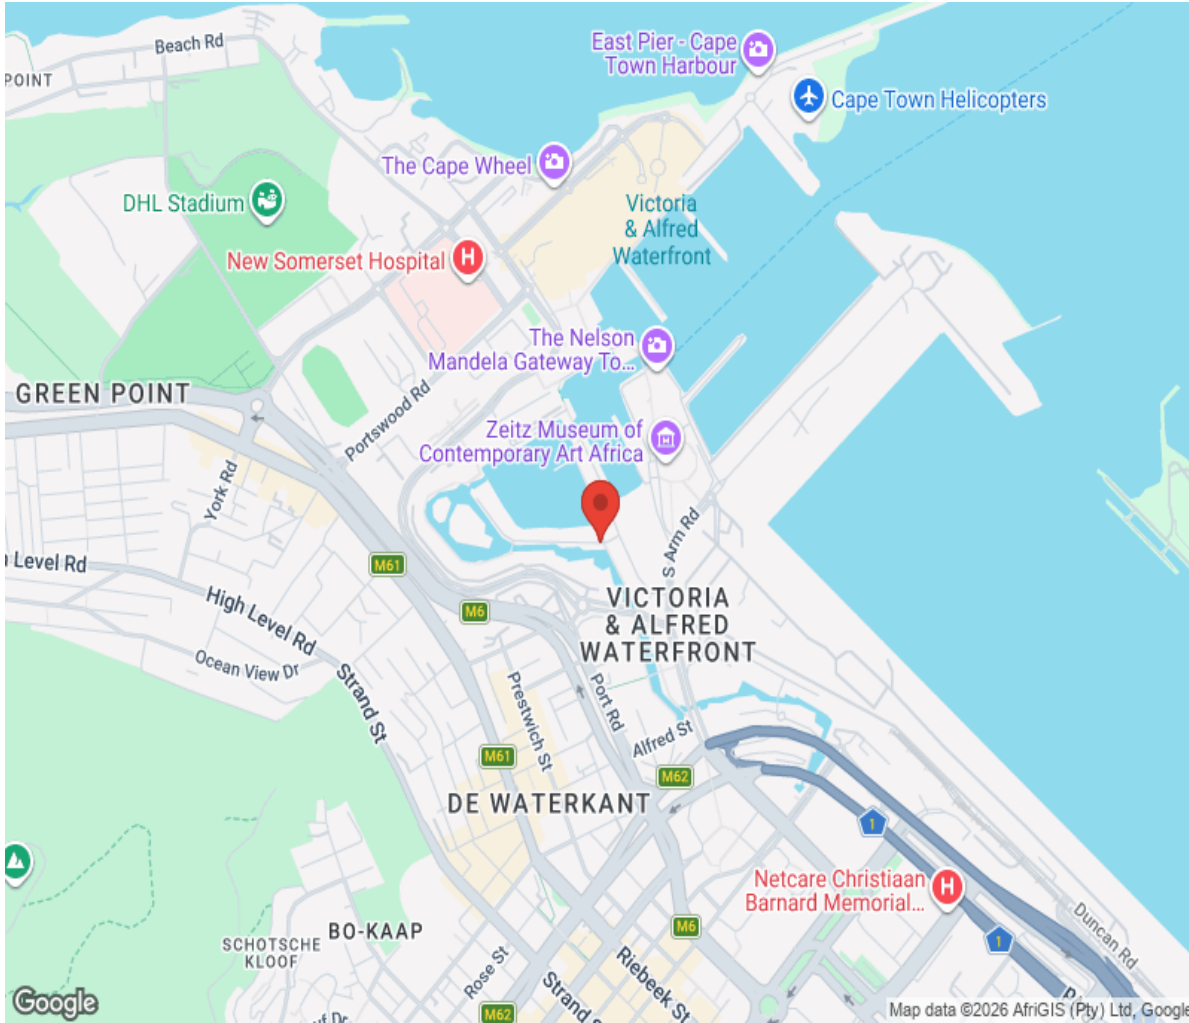 Beach Rd
POINT
East Pier - Cape
Town Harbour
Cape Town Helicopters
The Cape Wheel
DHL Stadium
Victoria
& Alfred
Waterfront
New Somerset Hospital
The Nelson
Mandela Gateway To...
GREEN POINT
Portswood Rd
Zeitz Museum of
Contemporary Art Africa
York Rd
S Arm Rd
Level Rd
M61
High Level Rd
M6
VICTORIA
& ALFRED
WATERFRONT
Ocean View Dr
Strand St
Prestwich St
Port Rd
Alfred St
M61
M62
DE WATERKANT
1
Netcare Christiaan
Barnard Memorial...
Duncan Rd
M6
1
BO-KAAP
SCHOTSCHE
KLOOF
Rose St
Riebeek St
Strand S
M62
Google
Map data ©2026 AfriGIS (Pty) Ltd, Google